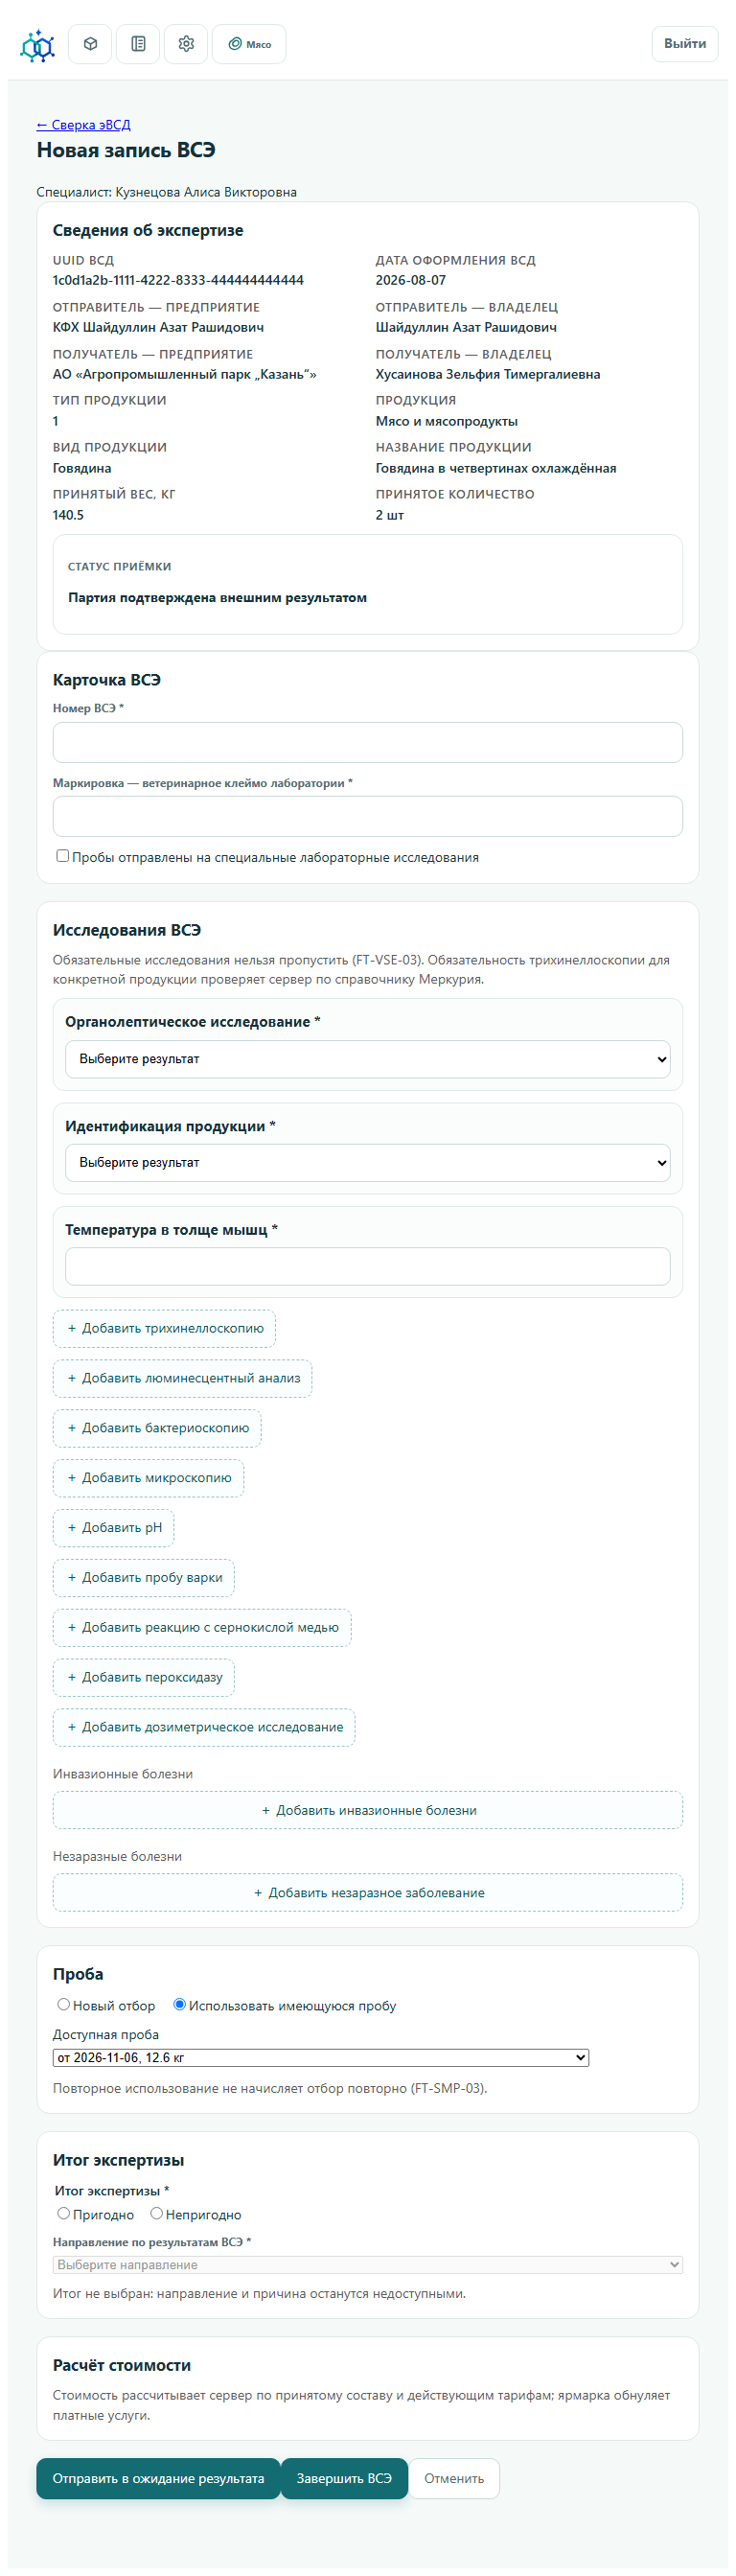 Мясо
Выйти
← Сверка эВСД
Новая запись ВСЭ
Специалист: Кузнецова Алиса Викторовна
Сведения об экспертизе
UUID ВСД
1c0d1a2b-1111-4222-8333-444444444444
ДАТА ОФОРМЛЕНИЯ ВСД
2026-08-07
ОТПРАВИТЕЛЬ — ПРЕДПРИЯТИЕ
КФХ Шайдуллин Азат Рашидович
ОТПРАВИТЕЛЬ — ВЛАДЕЛЕЦ
Шайдуллин Азат Рашидович
ПОЛУЧАТЕЛЬ — ПРЕДПРИЯТИЕ
АО «Агропромышленный парк „Казань“»
ПОЛУЧАТЕЛЬ — ВЛАДЕЛЕЦ
Хусаинова Зельфия Тимергалиевна
ТИП ПРОДУКЦИИ
1
ПРОДУКЦИЯ
Мясо и мясопродукты
ВИД ПРОДУКЦИИ
Говядина
НАЗВАНИЕ ПРОДУКЦИИ
Говядина в четвертинах охлаждённая
ПРИНЯТЫЙ ВЕС, КГ
140.5
ПРИНЯТОЕ КОЛИЧЕСТВО
2 шт
СТАТУС ПРИЁМКИ
Партия подтверждена внешним результатом
Карточка ВСЭ
Номер ВСЭ *
Маркировка — ветеринарное клеймо лаборатории *
Пробы отправлены на специальные лабораторные исследования
Исследования ВСЭ
Обязательные исследования нельзя пропустить (FT-VSE-03). Обязательность трихинеллоскопии для
конкретной продукции проверяет сервер по справочнику Меркурия.
Органолептическое исследование *
Выберите результат
Идентификация продукции *
Выберите результат
Температура в толще мышц *
+ Добавить трихинеллоскопию
+ Добавить люминесцентный анализ
+ Добавить бактериоскопию
+ Добавить микроскопию
+ Добавить pH
+ Добавить пробу варки
+ Добавить реакцию с сернокислой медью
+ Добавить пероксидазу
+ Добавить дозиметрическое исследование
Инвазионные болезни
+ Добавить инвазионные болезни
Незаразные болезни
+ Добавить незаразное заболевание
Проба
Новый отбор
Использовать имеющуюся пробу
Доступная проба
от 2026-11-06, 12.6 кг
Повторное использование не начисляет отбор повторно (FT-SMP-03).
Итог экспертизы
Итог экспертизы *
Пригодно
Непригодно
Направление по результатам ВСЭ *
Выберите направление
Итог не выбран: направление и причина останутся недоступными.
Расчёт стоимости
Стоимость рассчитывает сервер по принятому составу и действующим тарифам; ярмарка обнуляет
платные услуги.
Отправить в ожидание результата
Завершить ВСЭ
Отменить